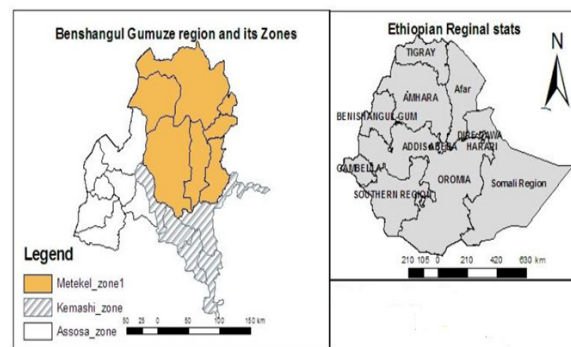 Benshangul Gumuze region and its Zones
Legend
Metekel_zone1
Kemashi_zone
Assosa_zone
50 25 0 50 100 150 km
Ethiopian Reginal stats
N
TIGRAY
Afar
AMHARA
BENISHANGUL-GUM
DIRE DAWA
ADDIS ABEBA
HARARI
GAMBELLA
OROMIA
Somali Region
SOUTHERN REGION
210 105 0 210 420 630 km